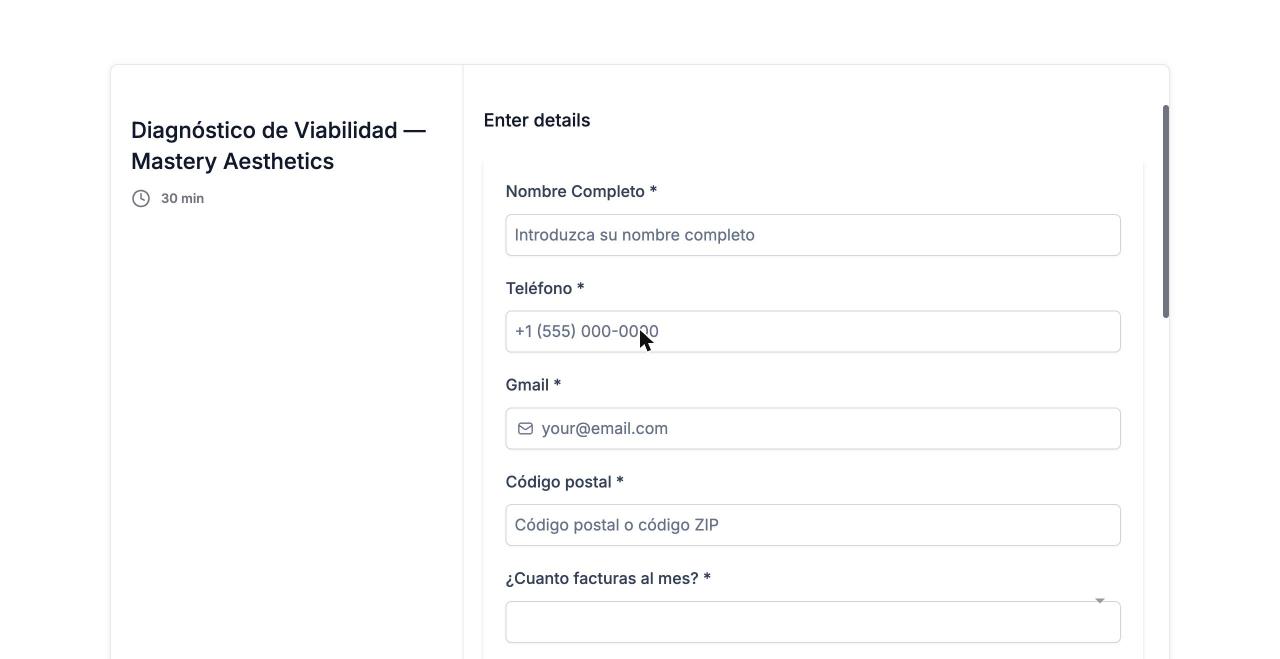 Diagnóstico de Viabilidad —
Mastery Aesthetics
30 min
Enter details
Nombre Completo *
Introduzca su nombre completo
Teléfono *
+1 (555) 000-0000
Gmail *
your@email.com
Código postal *
Código postal o código ZIP
¿Cuanto facturas al mes? *